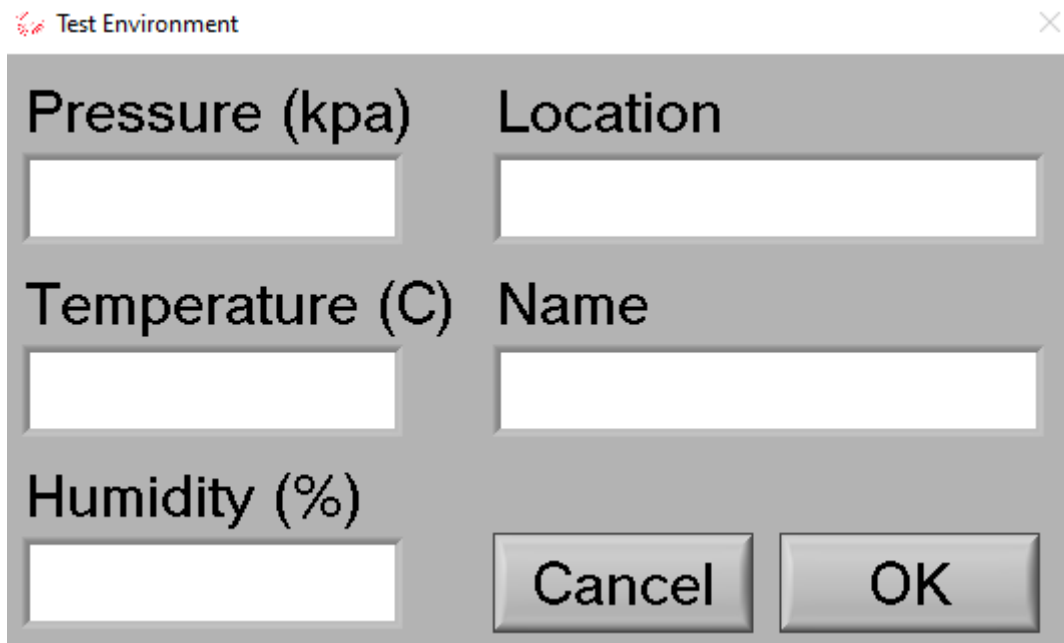 Test Environment
Pressure (kpa)
Location
Temperature (C)
Name
Humidity (%)
Cancel
OK